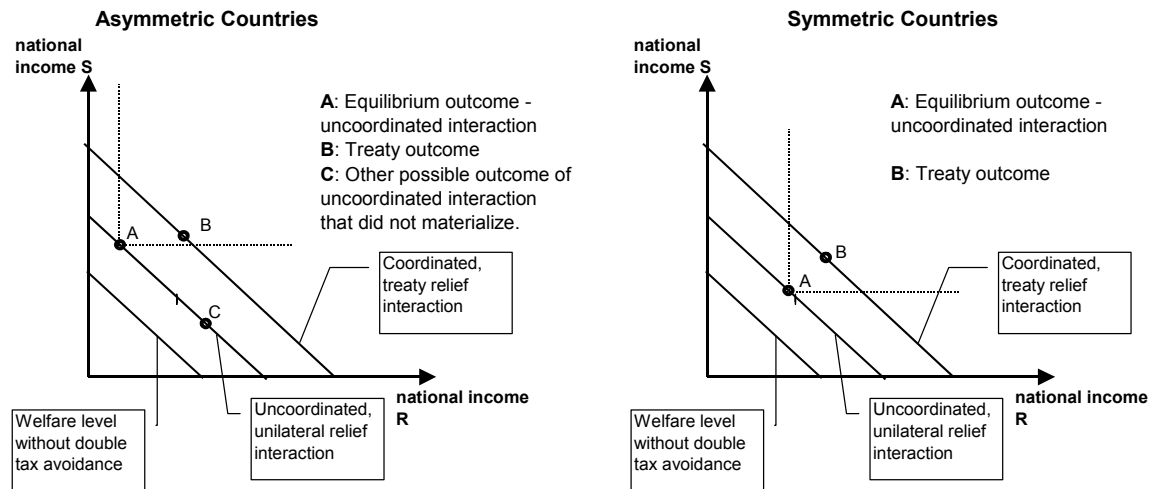 Asymmetric Countries
national
income S
A: Equilibrium outcome -
uncoordinated interaction
B: Treaty outcome
C: Other possible outcome of
uncoordinated interaction
that did not materialize.
A
B
C
Coordinated,
treaty relief
interaction
national income
R
Welfare level
without double
tax avoidance
Uncoordinated,
unilateral relief
interaction
Symmetric Countries
national
income S
A: Equilibrium outcome -
uncoordinated interaction
B: Treaty outcome
B
A
Coordinated,
treaty relief
interaction
national income
R
Welfare level
without double
tax avoidance
Uncoordinated,
unilateral relief
interaction